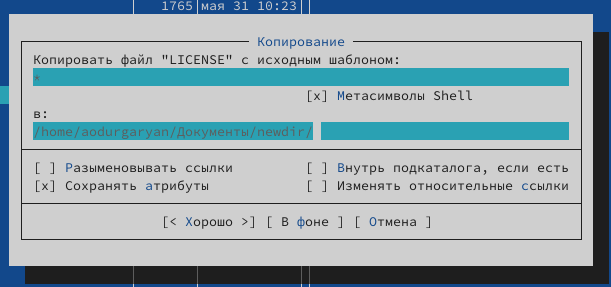 1765 мая 31 10:23
Копирование
Копировать файл "LICENSE" с исходным шаблоном:
*
[x] Метасимволы Shell
в:
/home/aodurgaryan/Документы/newdir/
[ ] Разыменовывать ссылки [ ] Внутрь подкаталога, если есть
[x] Сохранять атрибуты [ ] Изменять относительные ссылки
[< Хорошо >] [ В фоне ] [ Отмена ]